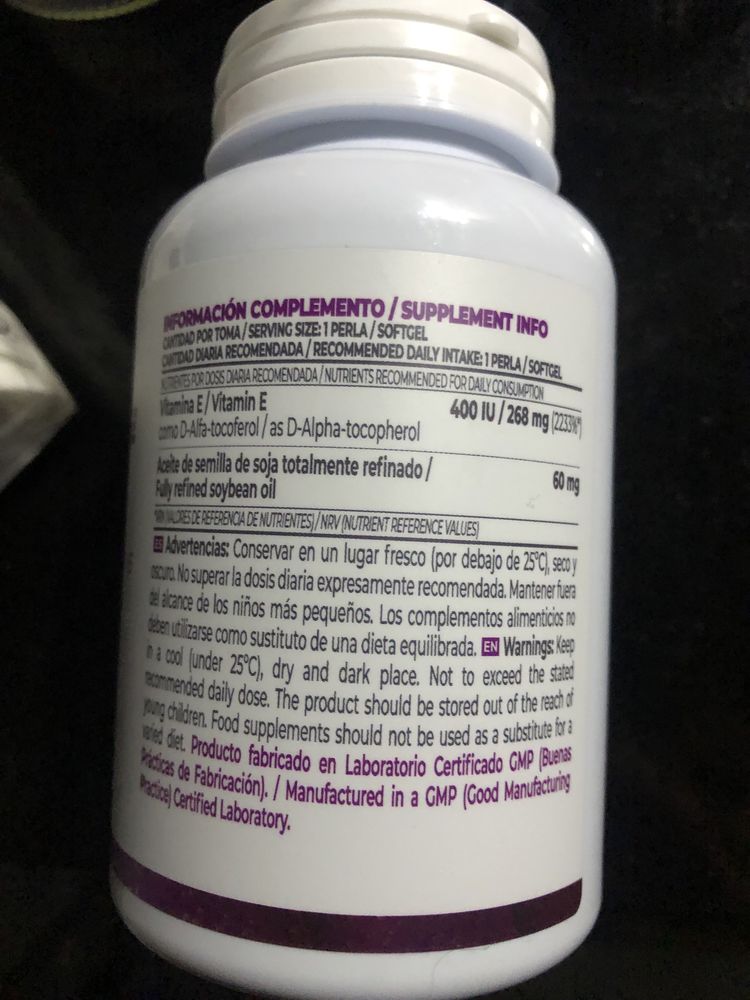 INFORMACIÓN COMPLEMENTO / SUPPLEMENT INFO
CANTIDAD POR TOMA / SERVING SIZE: 1 PERLA / SOFTGEL
CANTIDAD DIARIA RECOMENDADA / RECOMMENDED DAILY INTAKE: 1 PERLA / SOFTGEL
NUTRIENTES POR DOSIS DIARIA RECOMENDADA / NUTRIENTS RECOMMENDED FOR DAILY CONSUMPTION
Vitamina E / Vitamin E 400 IU / 268 mg (2233%*)
como D-Alfa-tocoferol / as D-Alpha-tocopherol
Aceite de semilla de soja totalmente refinado / 60 mg
Fully refined soybean oil
*VRN (VALORES DE REFERENCIA DE NUTRIENTES) / NRV (NUTRIENT REFERENCE VALUES)
ES Advertencias: Conservar en un lugar fresco (por debajo de 25°C), seco y
oscuro. No superar la dosis diaria expresamente recomendada. Mantener fuera
del alcance de los niños más pequeños. Los complementos alimenticios no
deben utilizarse como sustituto de una dieta equilibrada. EN Warnings: Keep
in a cool (under 25°C), dry and dark place. Not to exceed the stated
recommended daily dose. The product should be stored out of the reach of
young children. Food supplements should not be used as a substitute for a
varied diet. Producto fabricado en Laboratorio Certificado GMP (Buenas
Prácticas de Fabricación). / Manufactured in a GMP (Good Manufacturing
Practice) Certified Laboratory.